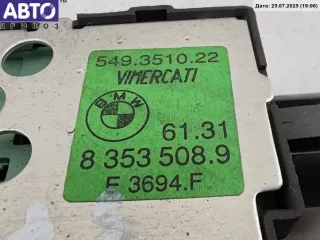 АВТО
ПРИВОЗ
Дата: 25.07.2025 (19:06)
549.3510.22
VIMERCATI
BMW
61.31
8 353 508.9
F 3694.F